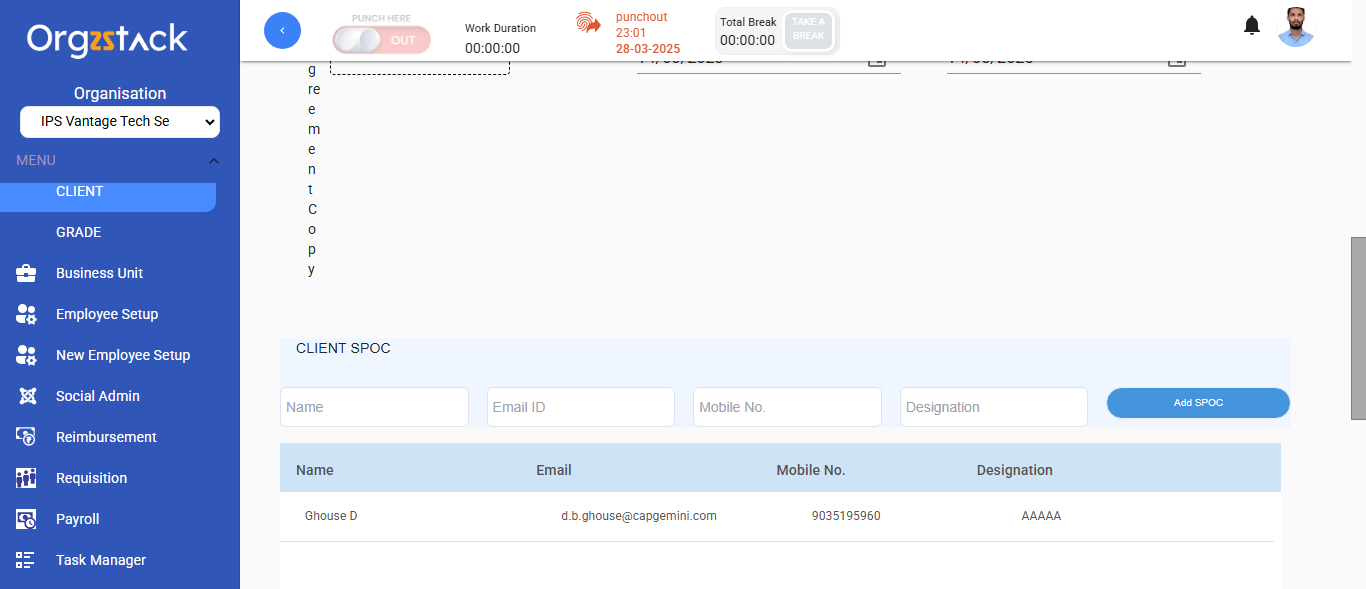 Orgzstack
Organisation
IPS Vantage Tech Se
MENU
CLIENT
GRADE
Business Unit
Employee Setup
New Employee Setup
Social Admin
Reimbursement
Requisition
Payroll
Task Manager
PUNCH HERE
OUT
Work Duration
00:00:00
punchout
23:01
28-03-2025
Total Break
00:00:00
TAKE A
BREAK
g
re
e
m
e
n
t
C
o
p
y
CLIENT SPOC
Name
Email ID
Mobile No.
Designation
Add SPOC
Name Email Mobile No. Designation
Ghouse D d.b.ghouse@capgemini.com 9035195960 AAAAA